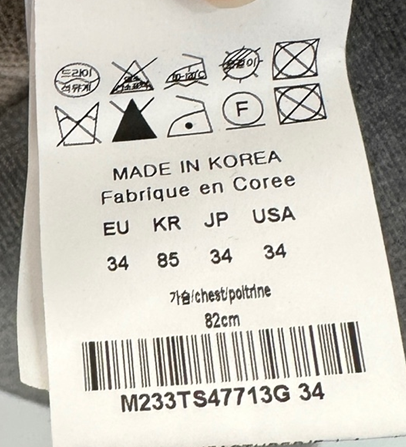 드라이
석유계
F
MADE IN KOREA
Fabrique en Coree
EU KR JP USA
34 85 34 34
가슴/chest/poitrine
82cm
M233TS47713G 34